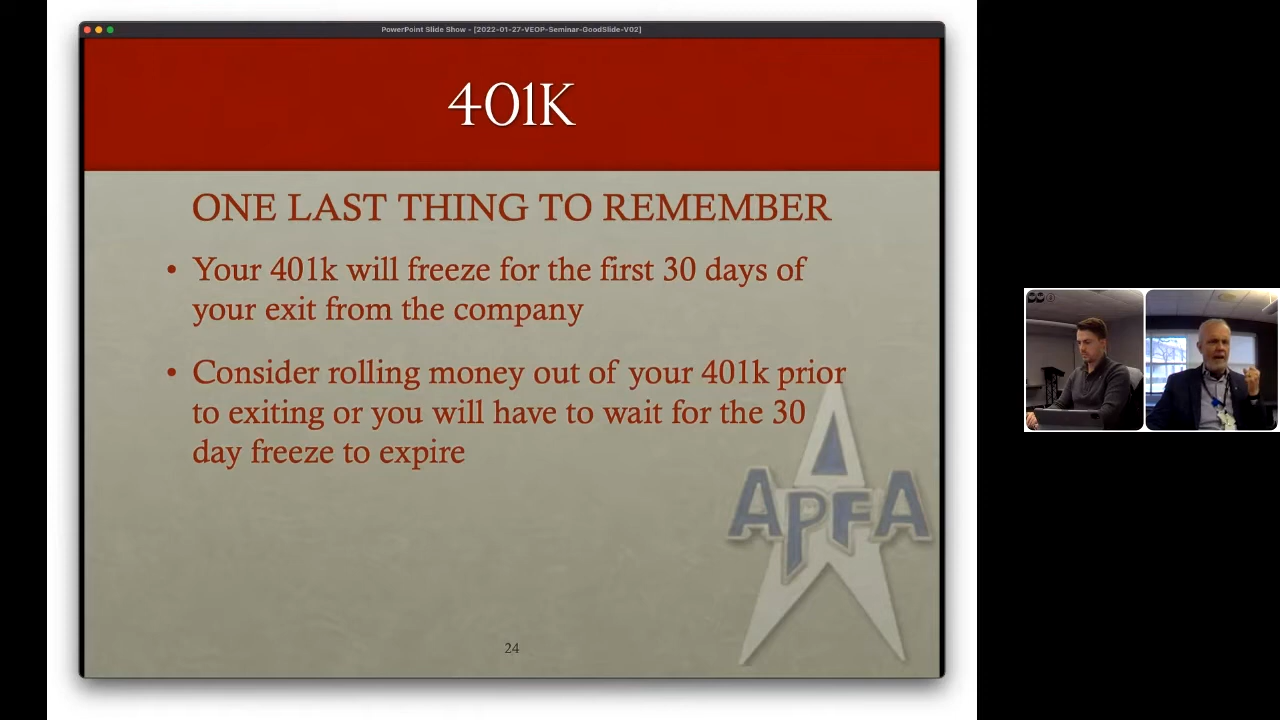 PowerPoint Slide Show - [2022-01-27-VEOP-Seminar-GoodSlide-V02]
401K
ONE LAST THING TO REMEMBER
• Your 401k will freeze for the first 30 days of
your exit from the company
• Consider rolling money out of your 401k prior
to exiting or you will have to wait for the 30
day freeze to expire
APFA
24